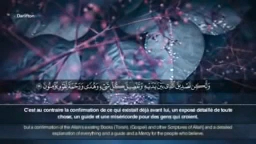 وَلَٰكِن تَصْدِيقَ الَّذِي بَيْنَ يَدَيْهِ وَتَفْصِيلَ كُلِّ شَيْءٍ وَهُدًى وَرَحْمَةً لِّقَوْمٍ يُؤْمِنُونَ
C'est au contraire la confirmation de ce qui existait déjà avant lui, un exposé détaillé de toute
chose, un guide et une miséricorde pour des gens qui croient.
but a confirmation of the existing Books (Torah), (Gospel) and other Scriptures of Allah) and a detailed
explanation of everything and a guide and a Mercy for the people who believe.